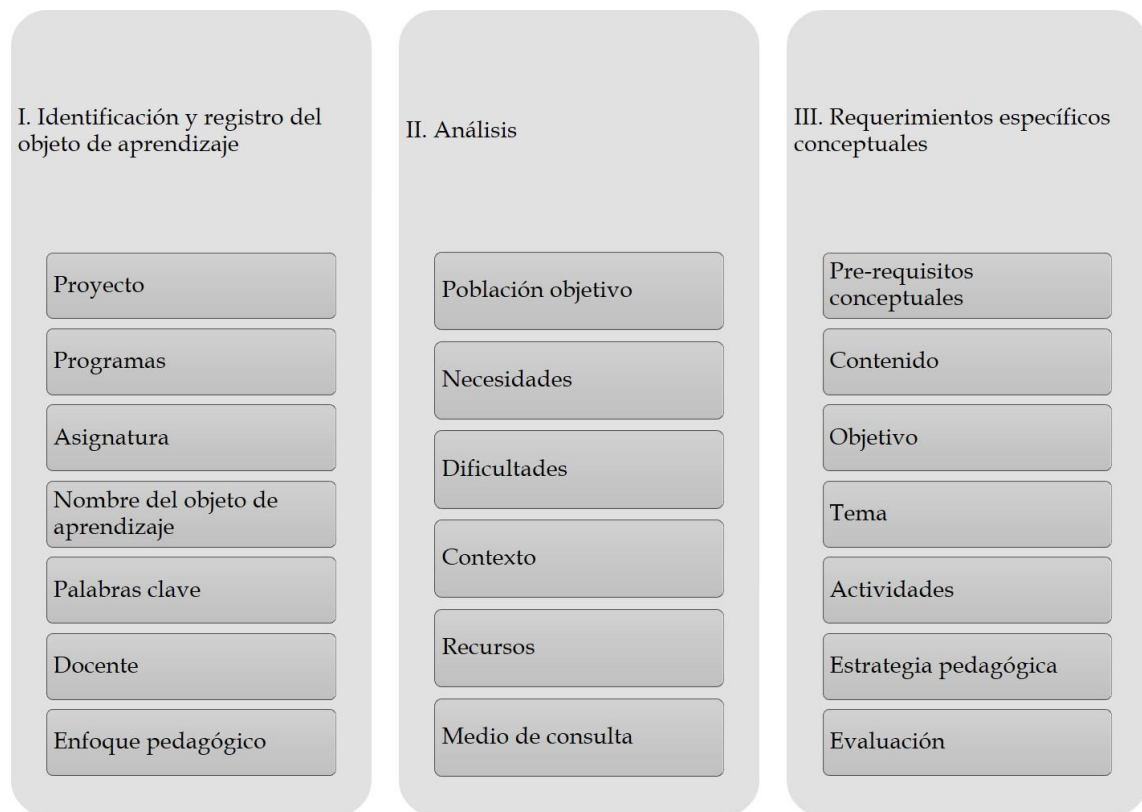 I. Identificación y registro del
objeto de aprendizaje
Proyecto
Programas
Asignatura
Nombre del objeto de
aprendizaje
Palabras clave
Docente
Enfoque pedagógico
II. Análisis
Población objetivo
Necesidades
Dificultades
Contexto
Recursos
Medio de consulta
III. Requerimientos específicos
conceptuales
Pre-requisitos
conceptuales
Contenido
Objetivo
Tema
Actividades
Estrategia pedagógica
Evaluación